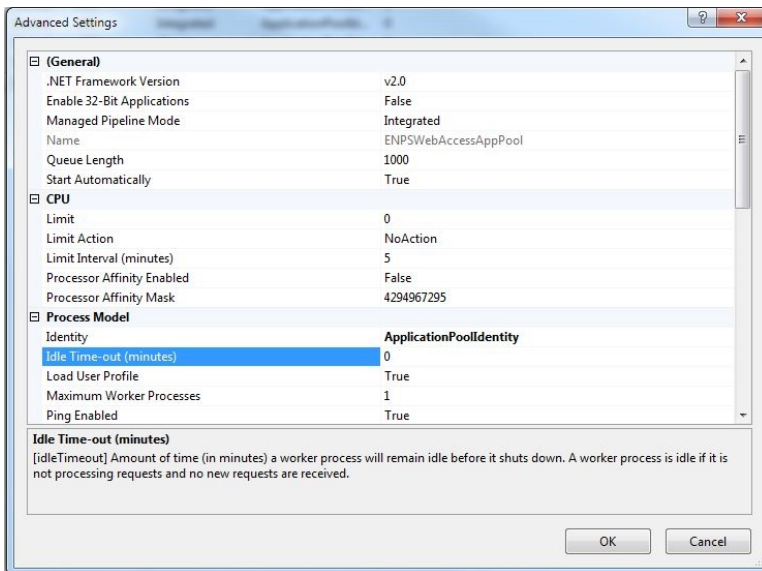 Advanced Settings
(General)
.NET Framework Version v2.0
Enable 32-Bit Applications False
Managed Pipeline Mode Integrated
Name ENPSWebAccessAppPool
Queue Length 1000
Start Automatically True
CPU
Limit 0
Limit Action NoAction
Limit Interval (minutes) 5
Processor Affinity Enabled False
Processor Affinity Mask 4294967295
Process Model
Identity ApplicationPoolIdentity
Idle Time-out (minutes) 0
Load User Profile True
Maximum Worker Processes 1
Ping Enabled True
Idle Time-out (minutes)
[idleTimeout] Amount of time (in minutes) a worker process will remain idle before it shuts down. A worker process is idle if it is
not processing requests and no new requests are received.
OK Cancel